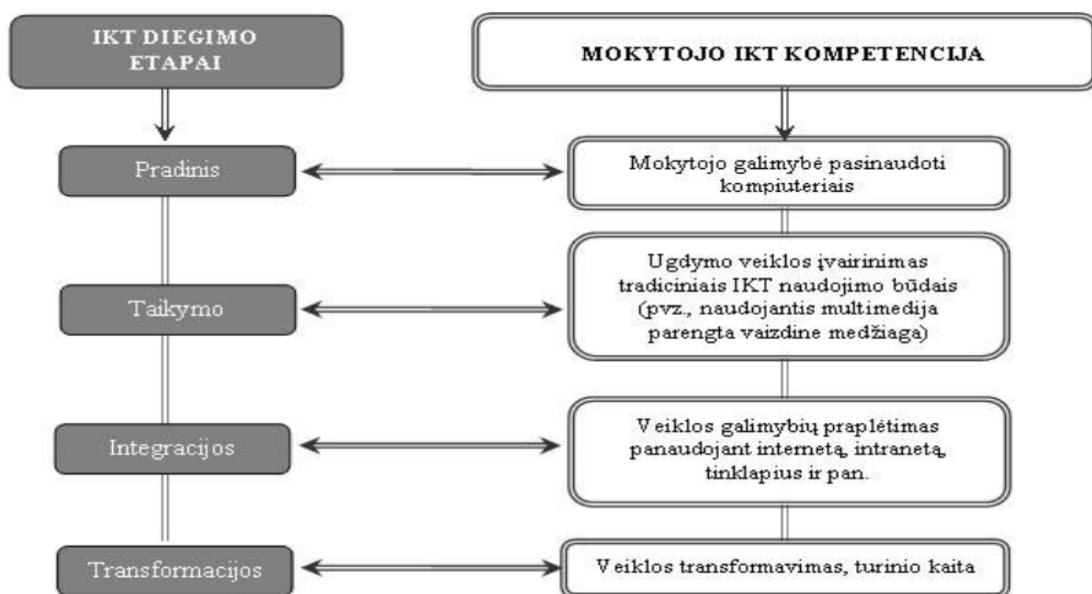 IKT DIEGIMO
ETAPAI
MOKYTOJO IKT KOMPETENCIJA
Pradinis
Mokytojo galimybė pasinaudoti
kompiuteriais
Taikymo
Ugdymo veiklos įvairinimas
tradiciniais IKT naudojimo būdais
(pvz., naudojantis multimedija
parengta vaizdine medžiaga)
Integracijos
Veiklos galimybių praplėtimas
panaudojant internetą, intranetą,
tinklapius ir pan.
Transformacijos
Veiklos transformavimas, turinio kaita